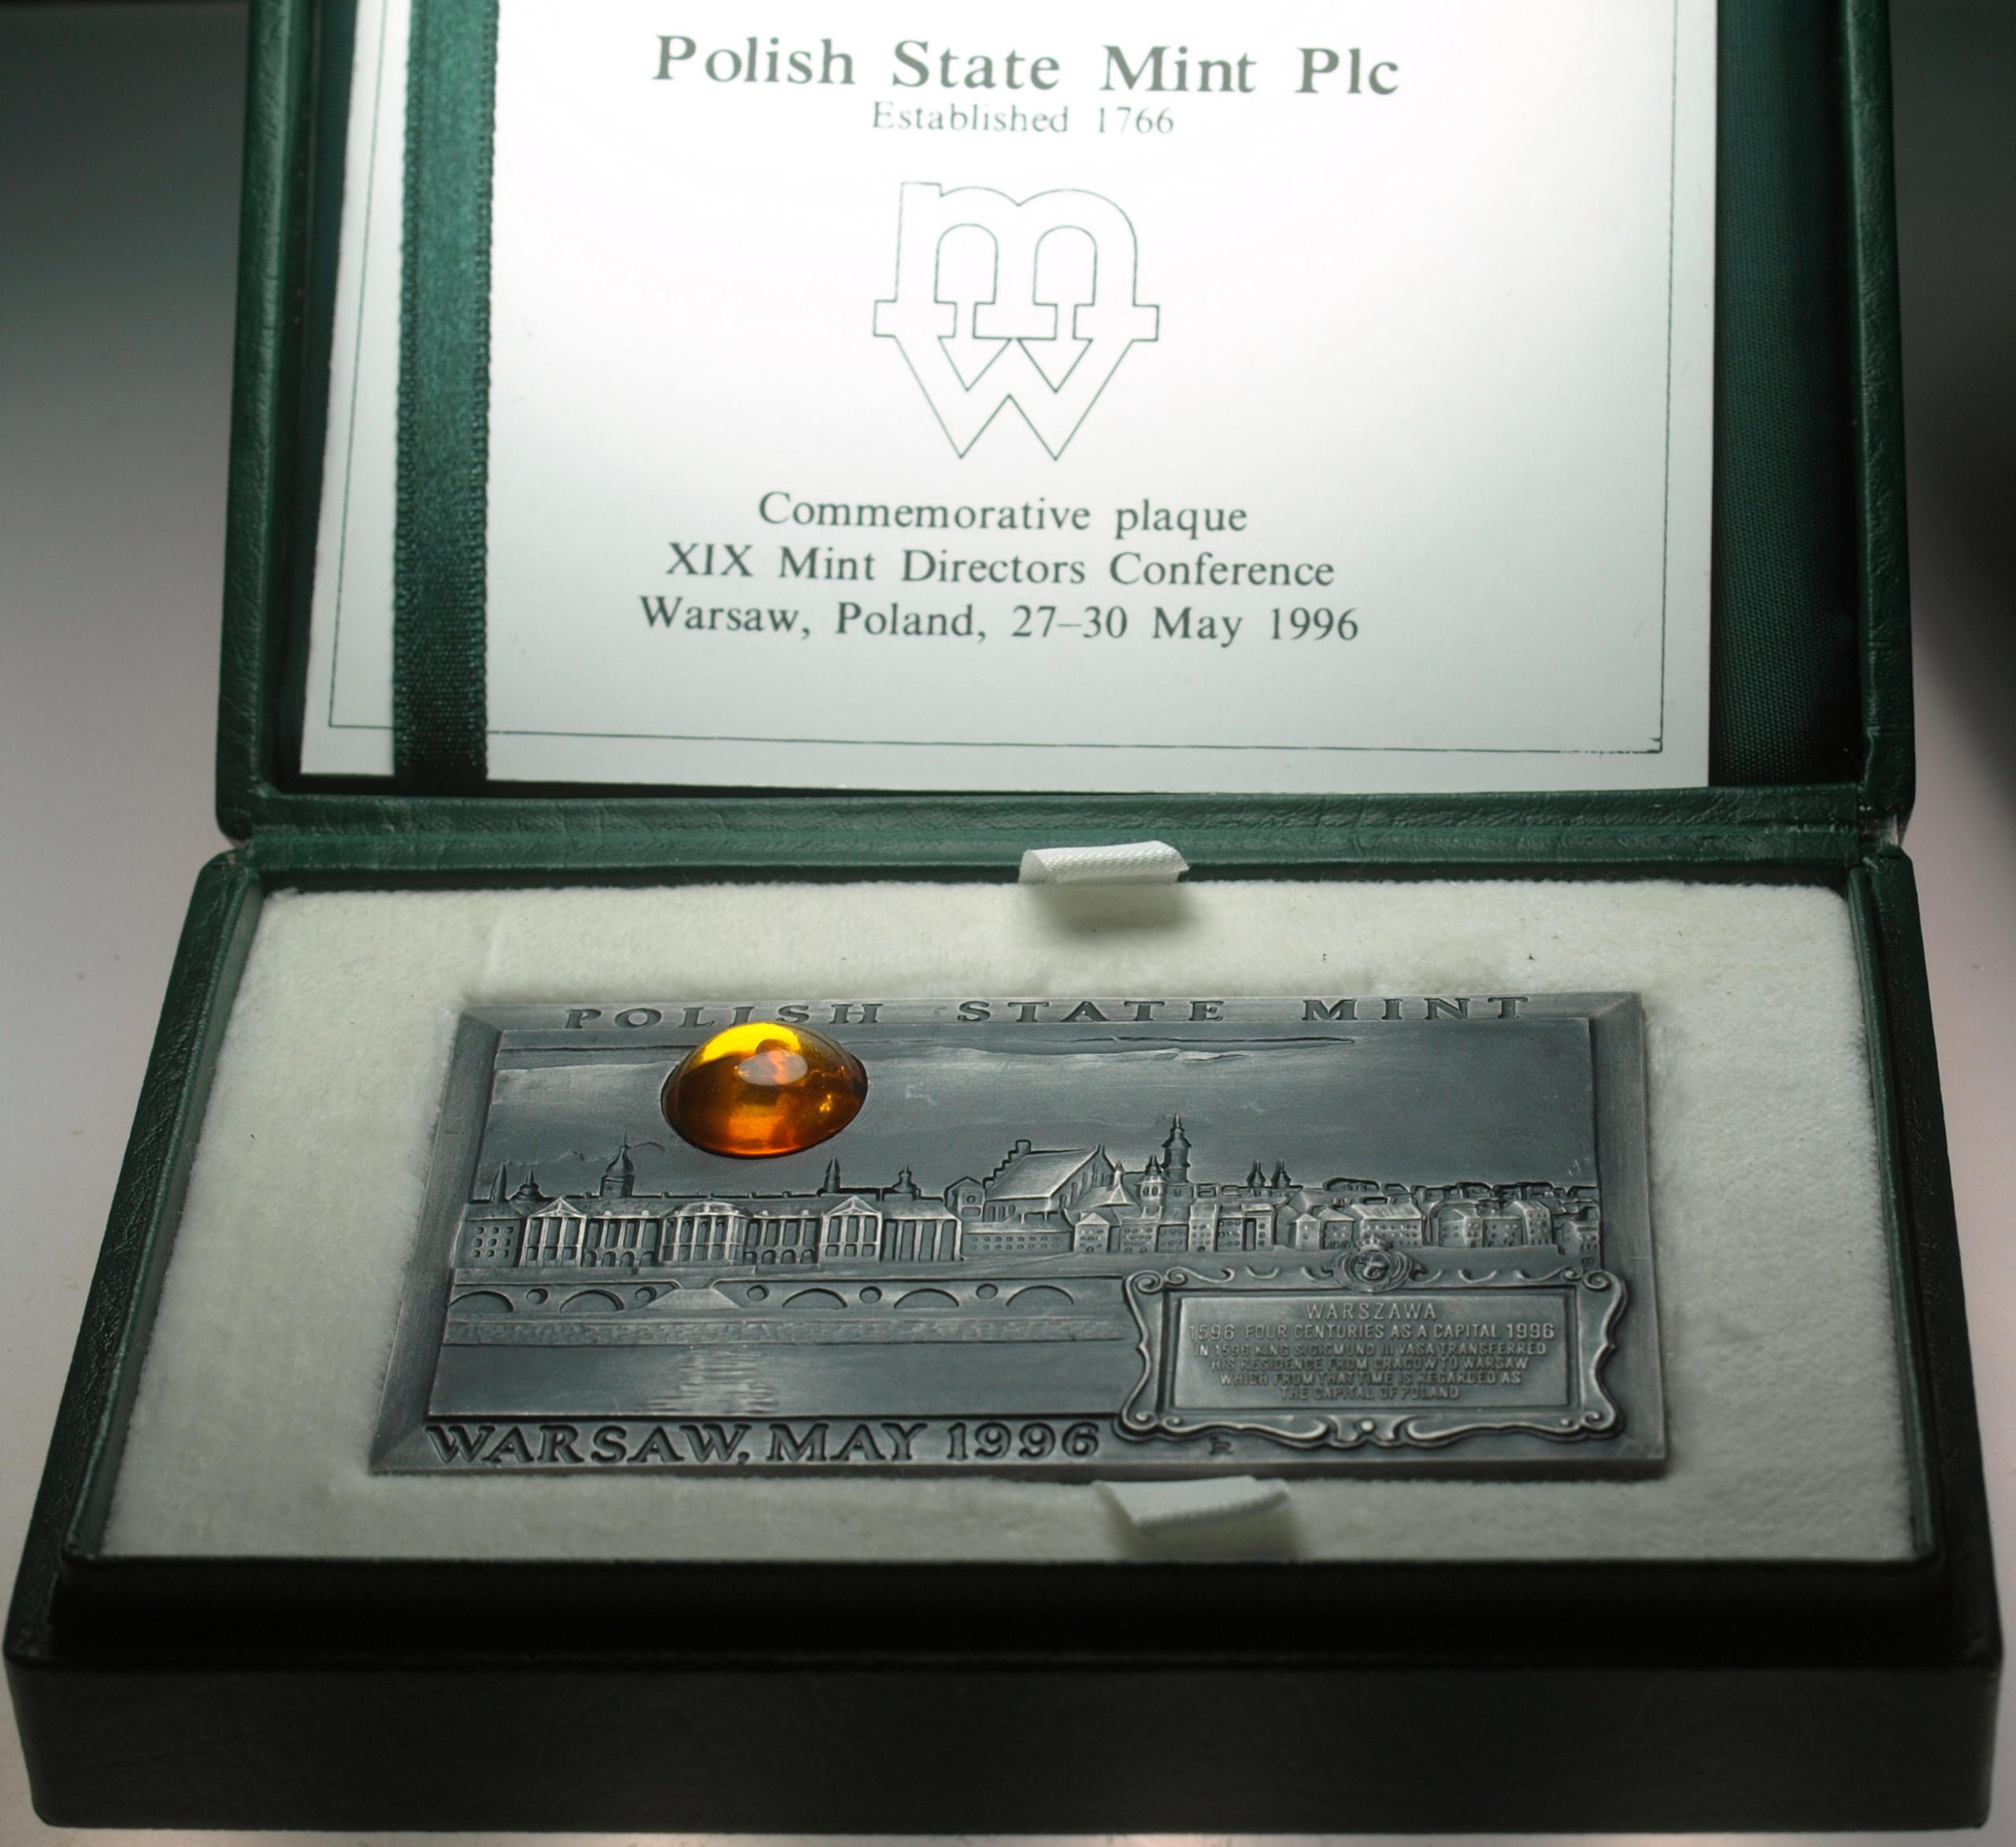 Polish State Mint Plc
Established 1766
mw
Commemorative plaque
XIX Mint Directors Conference
Warsaw, Poland, 27–30 May 1996
POLISH STATE MINT
WARSZAWA
1596 FOUR CENTURIES AS A CAPITAL 1996
IN 1596 KING SIGISMUND III VASA TRANSFERRED
HIS RESIDENCE FROM CRACOW TO WARSAW
WHICH FROM THAT TIME IS REGARDED AS
THE CAPITAL OF POLAND
WARSAW, MAY 1996